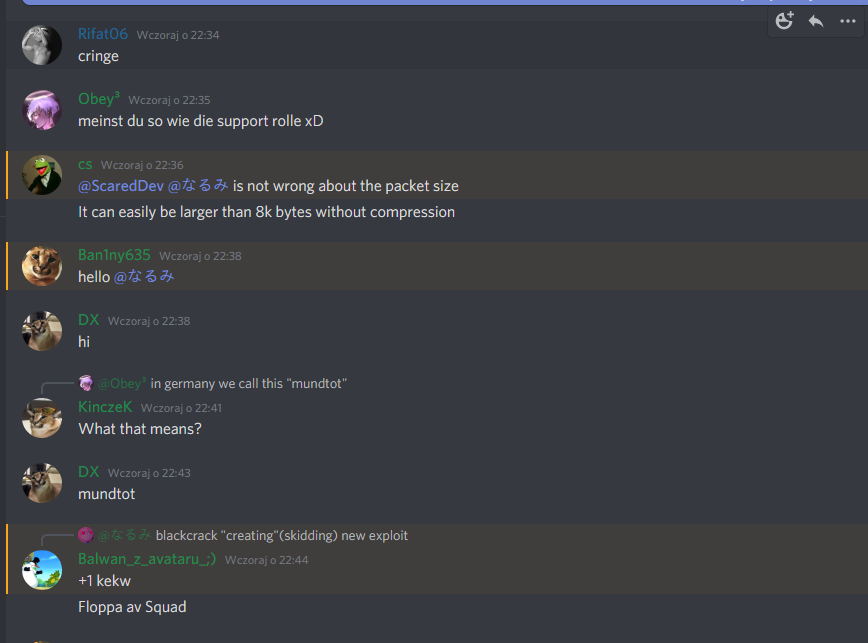 Rifat06 Wczoraj o 22:34
cringe
Obey³ Wczoraj o 22:35
meinst du so wie die support rolle xD
cs Wczoraj o 22:36
@ScaredDev @なるみ is not wrong about the packet size
It can easily be larger than 8k bytes without compression
Ban1ny635 Wczoraj o 22:38
hello @なるみ
DX Wczoraj o 22:38
hi
@Obey³ in germany we call this "mundtot"
KinczeK Wczoraj o 22:41
What that means?
DX Wczoraj o 22:43
mundtot
@なるみ blackcrack "creating"(skidding) new exploit
Balwan_z_avataru_;) Wczoraj o 22:44
+1 kekw
Floppa av Squad